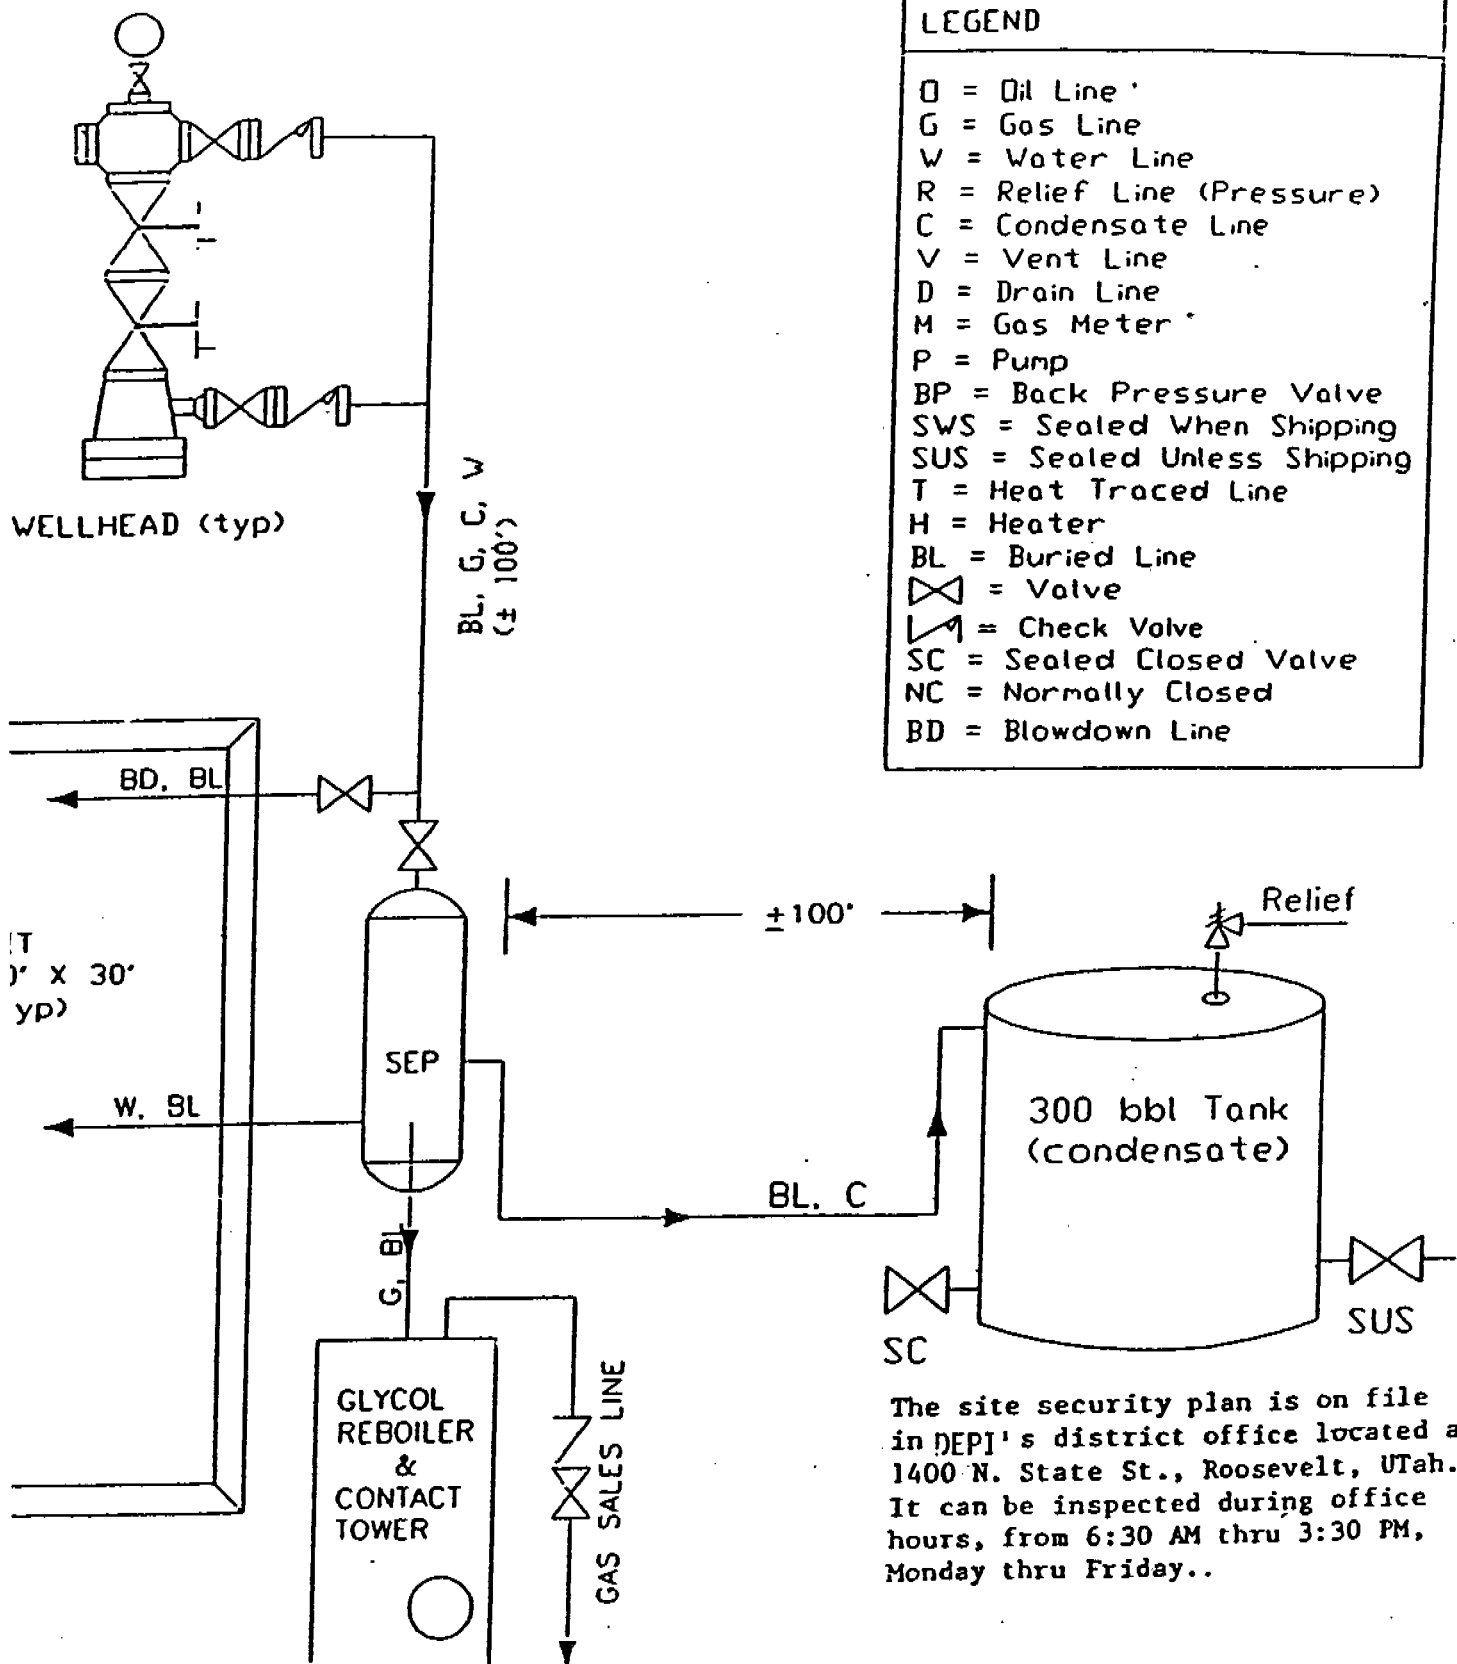 LEGEND
O = Oil Line
G = Gas Line
W = Water Line
R = Relief Line (Pressure)
C = Condensate Line
V = Vent Line
D = Drain Line
M = Gas Meter
P = Pump
BP = Back Pressure Valve
SWS = Sealed When Shipping
SUS = Sealed Unless Shipping
T = Heat Traced Line
H = Heater
BL = Buried Line
= Valve
= Check Valve
SC = Sealed Closed Valve
NC = Normally Closed
BD = Blowdown Line
WELLHEAD (typ)
BL, G, C, W
(± 100')
BD, BL
X 30'
yp)
±100'
Relief
SEP
W, BL
300 bbl Tank
(condensate)
BL, C
G, BL
SC
SUS
GLYCOL
REBOILER
&
CONTACT
TOWER
GAS SALES LINE
The site security plan is on file
in DEPI's district office located a
1400 N. State St., Roosevelt, UTah.
It can be inspected during office
hours, from 6:30 AM thru 3:30 PM,
Monday thru Friday..